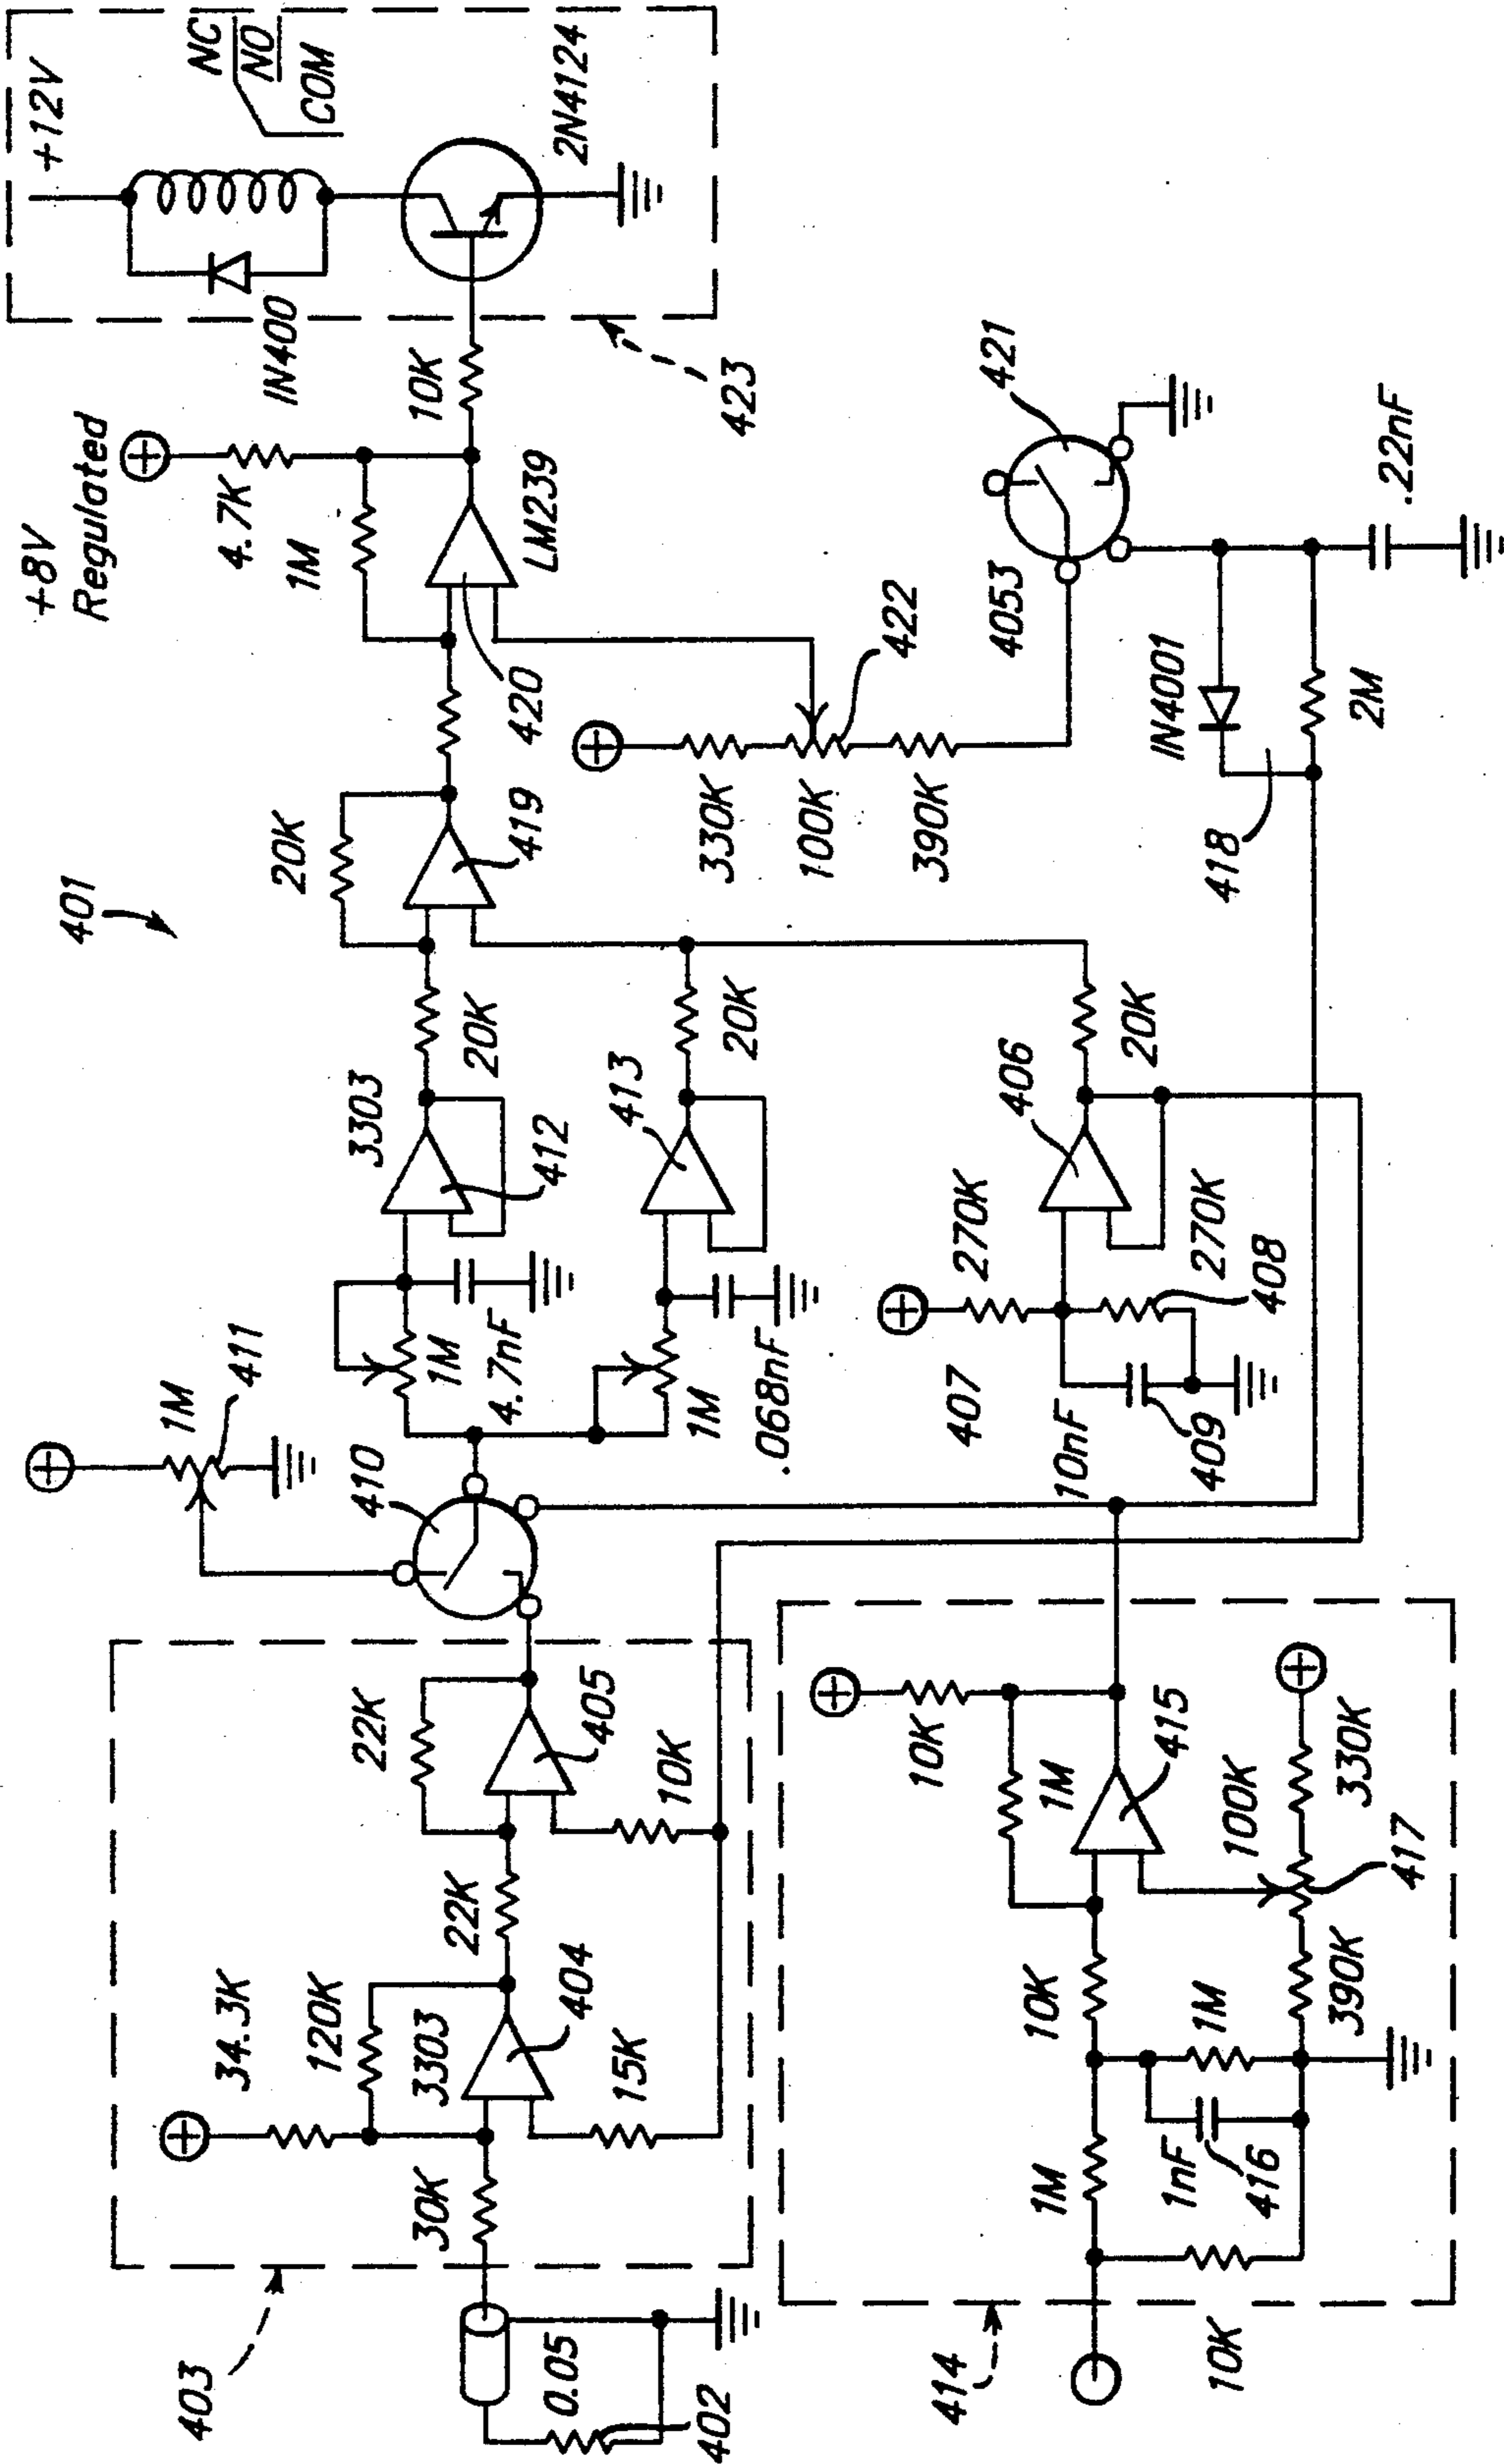 +12V
NC
NO
COM
2N4124
IN400
423
+8V
Regulated
4.7K
1M
10K
LM239
420
422
421
4053
.22nF
IN4001
2M
418
330K
100K
390K
401
20K
419
20K
3303
412
413
20K
406
20K
270K
270K
408
407
10nF
409
1M
411
410
1M
4.7nF
1M
.068nF
403
34.3K
120K
3303
404
30K
15K
22K
22K
405
10K
0.05
402
414
10K
1M
1nF
416
10K
1M
390K
10K
1M
415
100K
417
330K